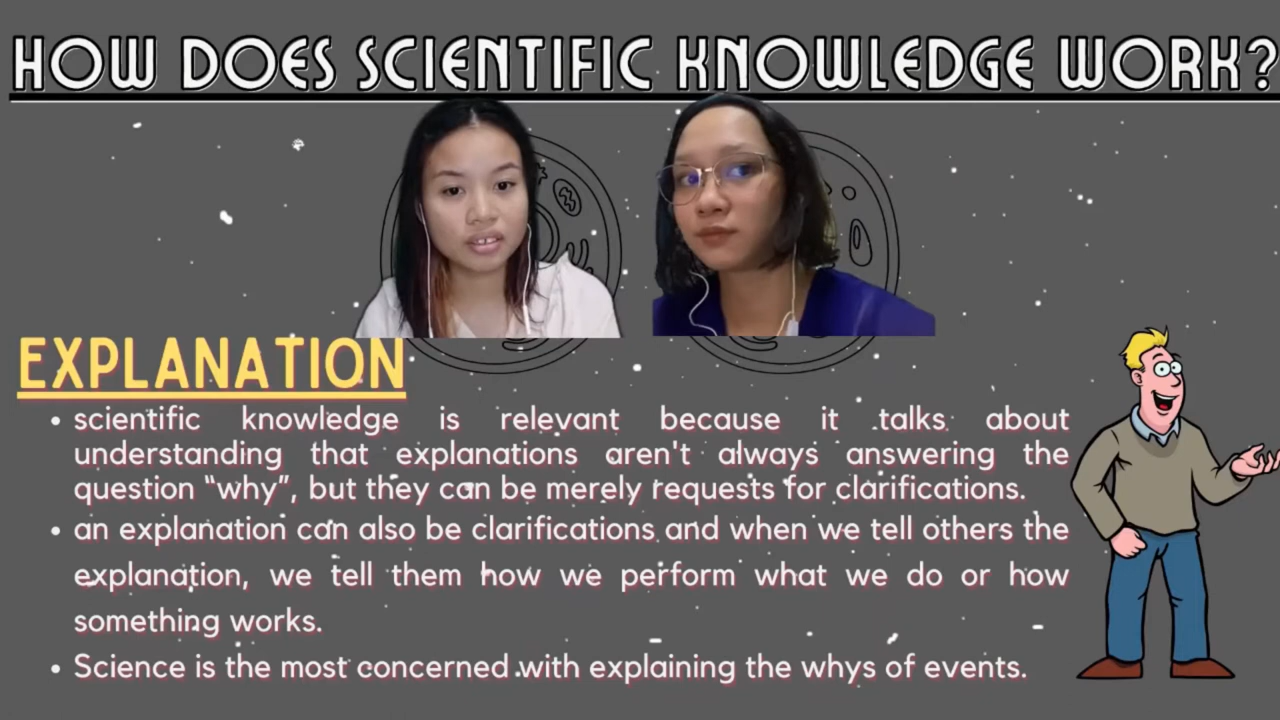 HOW DOES SCIENTIFIC KNOWLEDGE WORK?
EXPLANATION
• scientific knowledge is relevant because it talks about
understanding that explanations aren't always answering the
question “why”, but they can be merely requests for clarifications.
• an explanation can also be clarifications and when we tell others the
explanation, we tell them how we perform what we do or how
something works.
• Science is the most concerned with explaining the whys of events.